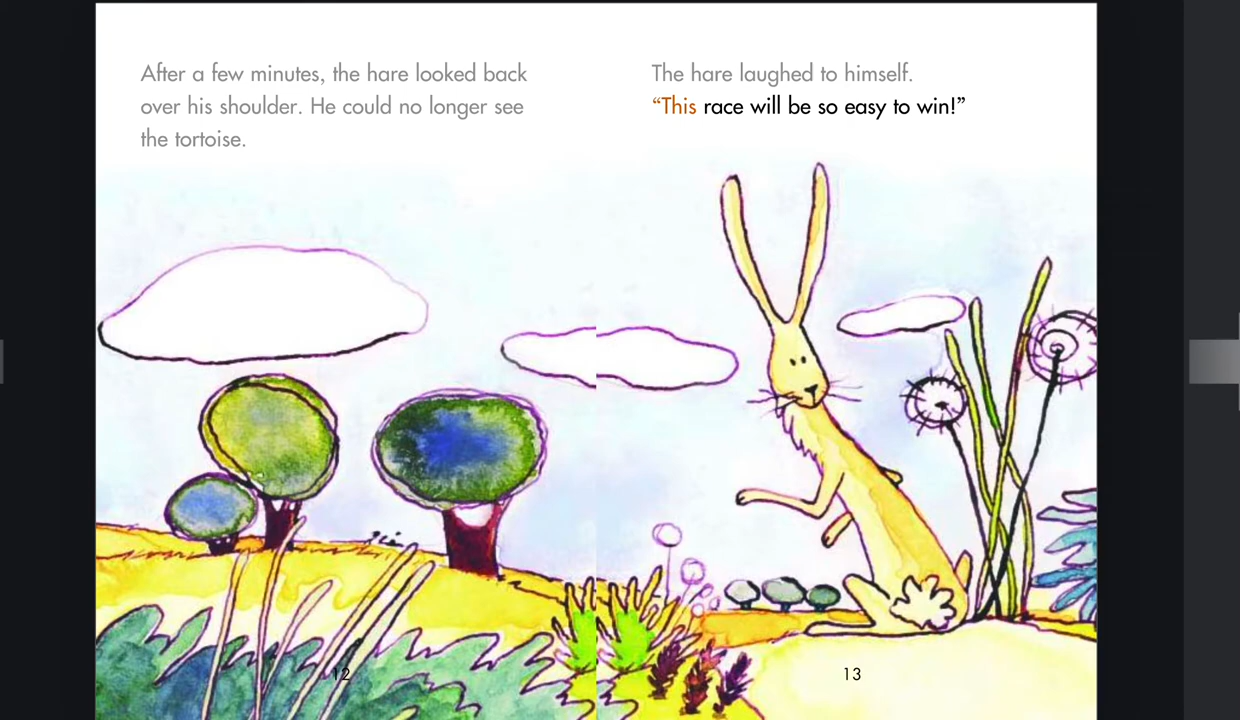 After a few minutes, the hare looked back
over his shoulder. He could no longer see
the tortoise.
12
The hare laughed to himself.
“This race will be so easy to win!”
13